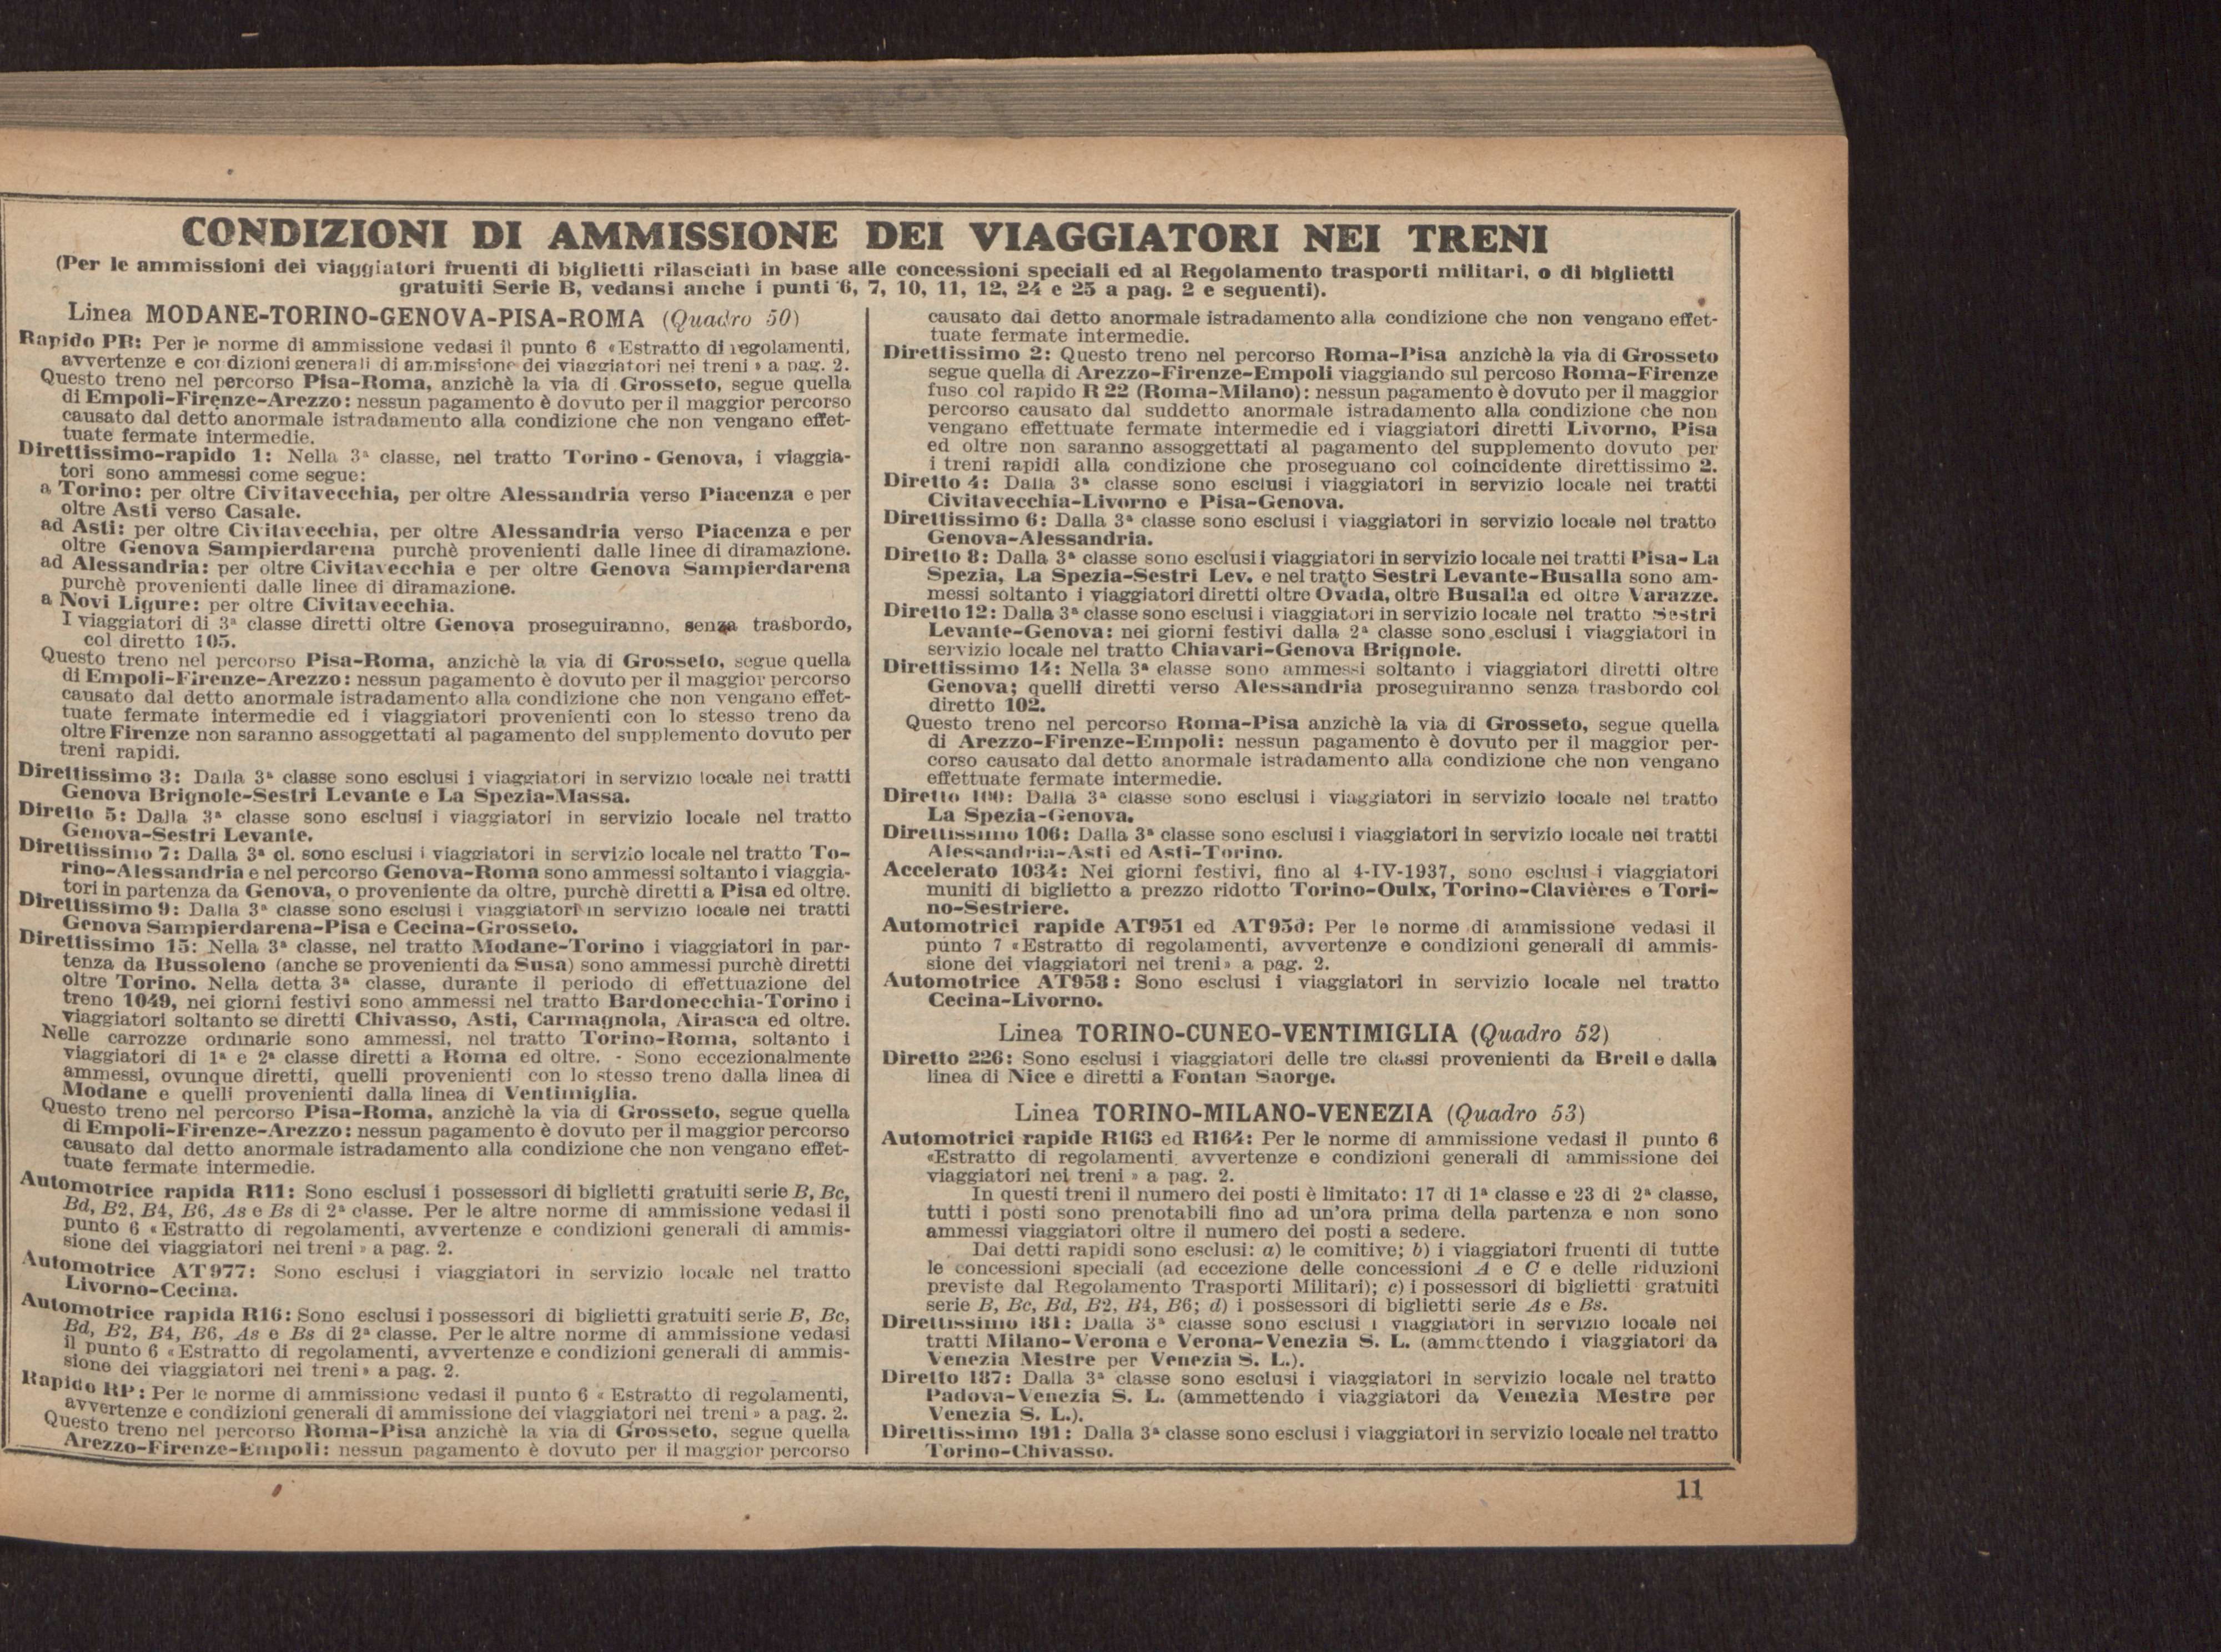 CONDIZIONI DI AMMISSIONE DEI VIAGGIATORI NEI TRENI
(Per le ammissioni dei viaggiatori fruenti di biglietti rilasciati in base alle concessioni speciali ed al Regolamento trasporti militari, o di biglietti
gratuiti Serie B, vedansi anche i punti 6, 7, 10, 11, 12, 24 e 25 a pag. 2 e seguenti).
Linea MODANE-TORINO-GENOVA-PISA-ROMA (Quadro 50)
Rapido PR: Per le norme di ammissione vedasi il punto 6 «Estratto di regolamenti,
avvertenze e condizioni generali di ammissione dei viaggiatori nei treni» a pag. 2.
Questo treno nel percorso Pisa-Roma, anzichè la via di Grosseto, segue quella
di Empoli-Firenze-Arezzo: nessun pagamento è dovuto per il maggior percorso
causato dal detto anormale istradamento alla condizione che non vengano effet-
tuate fermate intermedie.
Direttissimo-rapido 1: Nella 3ª classe, nel tratto Torino-Genova, i viaggia-
tori sono ammessi come segue:
a Torino: per oltre Civitavecchia, per oltre Alessandria verso Piacenza e per
oltre Asti verso Casale.
ad Asti: per oltre Civitavecchia, per oltre Alessandria verso Piacenza e per
oltre Genova Sampierdarena purchè provenienti dalle linee di diramazione.
ad Alessandria: per oltre Civitavecchia e per oltre Genova Sampierdarena
purchè provenienti dalle linee di diramazione.
a Novi Ligure: per oltre Civitavecchia.
I viaggiatori di 3ª classe diretti oltre Genova proseguiranno, senza trasbordo,
col diretto 105.
Questo treno nel percorso Pisa-Roma, anzichè la via di Grosseto, segue quella
di Empoli-Firenze-Arezzo: nessun pagamento è dovuto per il maggior percorso
causato dal detto anormale istradamento alla condizione che non vengano effet-
tuate fermate intermedie ed i viaggiatori provenienti con lo stesso treno da
oltre Firenze non saranno assoggettati al pagamento del supplemento dovuto per
treni rapidi.
Direttissimo 3: Dalla 3ª classe sono esclusi i viaggiatori in servizio locale nei tratti
Genova Brignole-Sestri Levante e La Spezia-Massa.
Diretto 5: Dalla 3ª classe sono esclusi i viaggiatori in servizio locale nel tratto
Genova-Sestri Levante.
Direttissimo 7: Dalla 3ª cl. sono esclusi i viaggiatori in servizio locale nel tratto To-
rino-Alessandria e nel percorso Genova-Roma sono ammessi soltanto i viaggia-
tori in partenza da Genova, o proveniente da oltre, purchè diretti a Pisa ed oltre.
Direttissimo 9: Dalla 3ª classe sono esclusi i viaggiatori in servizio locale nei tratti
Genova Sampierdarena-Pisa e Cecina-Grosseto.
Direttissimo 15: Nella 3ª classe, nel tratto Modane-Torino i viaggiatori in par-
tenza da Bussoleno (anche se provenienti da Susa) sono ammessi purchè diretti
oltre Torino. Nella detta 3ª classe, durante il periodo di effettuazione del
treno 1049, nei giorni festivi sono ammessi nel tratto Bardonecchia-Torino i
viaggiatori soltanto se diretti Chivasso, Asti, Carmagnola, Airasca ed oltre.
Nelle carrozze ordinarie sono ammessi, nel tratto Torino-Roma, soltanto i
viaggiatori di 1ª e 2ª classe diretti a Roma ed oltre. - Sono eccezionalmente
ammessi, ovunque diretti, quelli provenienti con lo stesso treno dalla linea di
Modane e quelli provenienti dalla linea di Ventimiglia.
Questo treno nel percorso Pisa-Roma, anzichè la via di Grosseto, segue quella
di Empoli-Firenze-Arezzo: nessun pagamento è dovuto per il maggior percorso
causato dal detto anormale istradamento alla condizione che non vengano effet-
tuate fermate intermedie.
Automotrice rapida R11: Sono esclusi i possessori di biglietti gratuiti serie B, Bc,
Bd, B2, B4, B6, As e Bs di 2ª classe. Per le altre norme di ammissione vedasi il
punto 6 «Estratto di regolamenti, avvertenze e condizioni generali di ammis-
sione dei viaggiatori nei treni» a pag. 2.
Automotrice AT977: Sono esclusi i viaggiatori in servizio locale nel tratto
Livorno-Cecina.
Automotrice rapida R16: Sono esclusi i possessori di biglietti gratuiti serie B, Bc,
Bd, B2, B4, B6, As e Bs di 2ª classe. Per le altre norme di ammissione vedasi
il punto 6 «Estratto di regolamenti, avvertenze e condizioni generali di ammis-
sione dei viaggiatori nei treni» a pag. 2.
Rapido RP: Per le norme di ammissione vedasi il punto 6 «Estratto di regolamenti,
avvertenze e condizioni generali di ammissione dei viaggiatori nei treni» a pag. 2.
Questo treno nel percorso Roma-Pisa anzichè la via di Grosseto, segue quella
Arezzo-Firenze-Empoli: nessun pagamento è dovuto per il maggior percorso
causato dai detto anormale istradamento alla condizione che non vengano effet-
tuate fermate intermedie.
Direttissimo 2: Questo treno nel percorso Roma-Pisa anzichè la via di Grosseto
segue quella di Arezzo-Firenze-Empoli viaggiando sul percoso Roma-Firenze
fuso col rapido R 22 (Roma-Milano): nessun pagamento è dovuto per il maggior
percorso causato dal suddetto anormale istradamento alla condizione che non
vengano effettuate fermate intermedie ed i viaggiatori diretti Livorno, Pisa
ed oltre non saranno assoggettati al pagamento del supplemento dovuto per
i treni rapidi alla condizione che proseguano col coincidente direttissimo 2.
Diretto 4: Dalla 3ª classe sono esclusi i viaggiatori in servizio locale nei tratti
Civitavecchia-Livorno e Pisa-Genova.
Direttissimo 6: Dalla 3ª classe sono esclusi i viaggiatori in servizio locale nel tratto
Genova-Alessandria.
Diretto 8: Dalla 3ª classe sono esclusi i viaggiatori in servizio locale nei tratti Pisa-La
Spezia, La Spezia-Sestri Lev. e nel tratto Sestri Levante-Busalla sono am-
messi soltanto i viaggiatori diretti oltre Ovada, oltre Busalla ed oltre Varazze.
Diretto 12: Dalla 3ª classe sono esclusi i viaggiatori in servizio locale nel tratto Sestri
Levante-Genova: nei giorni festivi dalla 2ª classe sono esclusi i viaggiatori in
servizio locale nel tratto Chiavari-Genova Brignole.
Direttissimo 14: Nella 3ª classe sono ammessi soltanto i viaggiatori diretti oltre
Genova; quelli diretti verso Alessandria proseguiranno senza trasbordo col
diretto 102.
Questo treno nel percorso Roma-Pisa anzichè la via di Grosseto, segue quella
di Arezzo-Firenze-Empoli: nessun pagamento è dovuto per il maggior per-
corso causato dal detto anormale istradamento alla condizione che non vengano
effettuate fermate intermedie.
Diretto 100: Dalla 3ª classe sono esclusi i viaggiatori in servizio locale nel tratto
La Spezia-Genova.
Direttissimo 106: Dalla 3ª classe sono esclusi i viaggiatori in servizio locale nei tratti
Alessandria-Asti ed Asti-Torino.
Accelerato 1034: Nei giorni festivi, fino al 4-IV-1937, sono esclusi i viaggiatori
muniti di biglietto a prezzo ridotto Torino-Oulx, Torino-Clavières e Tori-
no-Sestriere.
Automotrici rapide AT951 ed Per le norme di ammissione vedasi il
punto 7 «Estratto di regolamenti, avvertenze e condizioni generali di ammis-
sione dei viaggiatori nei treni» a pag. 2.
Automotrice AT958: Sono esclusi i viaggiatori in servizio locale nel tratto
Cecina-Livorno.
Linea TORINO-CUNEO-VENTIMIGLIA (Quadro 52)
Diretto 226: Sono esclusi i viaggiatori delle tre classi provenienti da Breil e dalla
linea di Nice e diretti a Fontan Saorge.
Linea TORINO-MILANO-VENEZIA (Quadro 53)
Automotrici rapide R163 ed R164: Per le norme di ammissione vedasi il punto 6
«Estratto di regolamenti, avvertenze e condizioni generali di ammissione dei
viaggiatori nei treni» a pag. 2.
In questi treni il numero dei posti è limitato: 17 di 1ª classe e 23 di 2ª classe,
tutti i posti sono prenotabili fino ad un'ora prima della partenza e non sono
ammessi viaggiatori oltre il numero dei posti a sedere.
Dai detti rapidi sono esclusi: a) le comitive; b) i viaggiatori fruenti di tutte
le concessioni speciali (ad eccezione delle concessioni A e C e delle riduzioni
previste dal Regolamento Trasporti Militari); c) i possessori di biglietti gratuiti
serie B, Bc, Bd, B2, B4, B6; d) i possessori di biglietti serie As e Bs.
Direttissimo 181: Dalla 3ª classe sono esclusi i viaggiatori in servizio locale nei
tratti Milano-Verona e Verona-Venezia S. L. (ammettendo i viaggiatori da
Venezia Mestre per Venezia S. L.).
Diretto 187: Dalla 3ª classe sono esclusi i viaggiatori in servizio locale nel tratto
Padova-Venezia S. L. (ammettendo i viaggiatori da Venezia Mestre per
Venezia S. L.).
Direttissimo 191: Dalla 3ª classe sono esclusi i viaggiatori in servizio locale nel tratto
Torino-Chivasso.
11